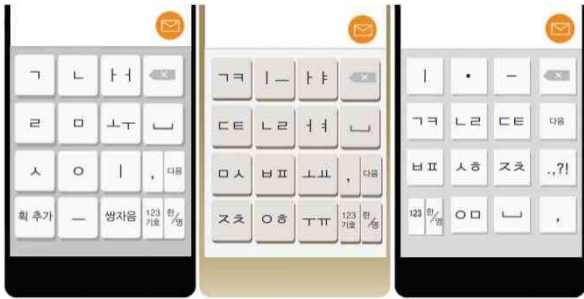 ㄱ ㄴ ㅏㅓ
ㄹ ㅁ ㅗㅜ
ㅅ ㅇ ㅣ , 다음
획 추가 ㅡ 쌍자음 123 기호 한/영
ㄱㅋ ㅣㅡ ㅏㅑ
ㄷㅌ ㄴㄹ ㅓㅕ
ㅁㅅ ㅂㅍ ㅗㅛ , 다음
ㅈㅊ ㅇㅎ ㅜㅠ 123 기호 한/영
ㅣ · ㅡ
ㄱㅋ ㄴㄹ ㄷㅌ 다음
ㅂㅍ ㅅㅎ ㅈㅊ .,?!
123 한/영 ㅇㅁ ,